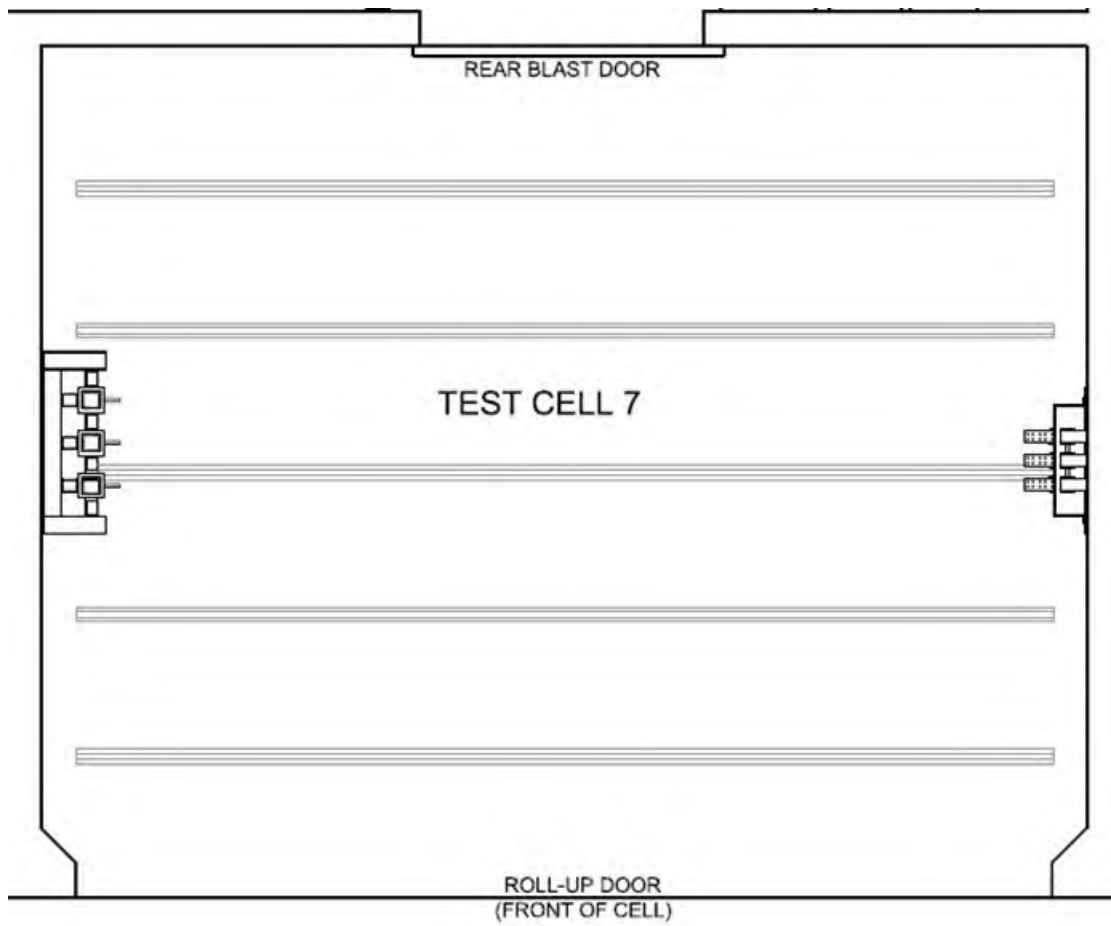 REAR BLAST DOOR
TEST CELL 7
ROLL-UP DOOR
(FRONT OF CELL)